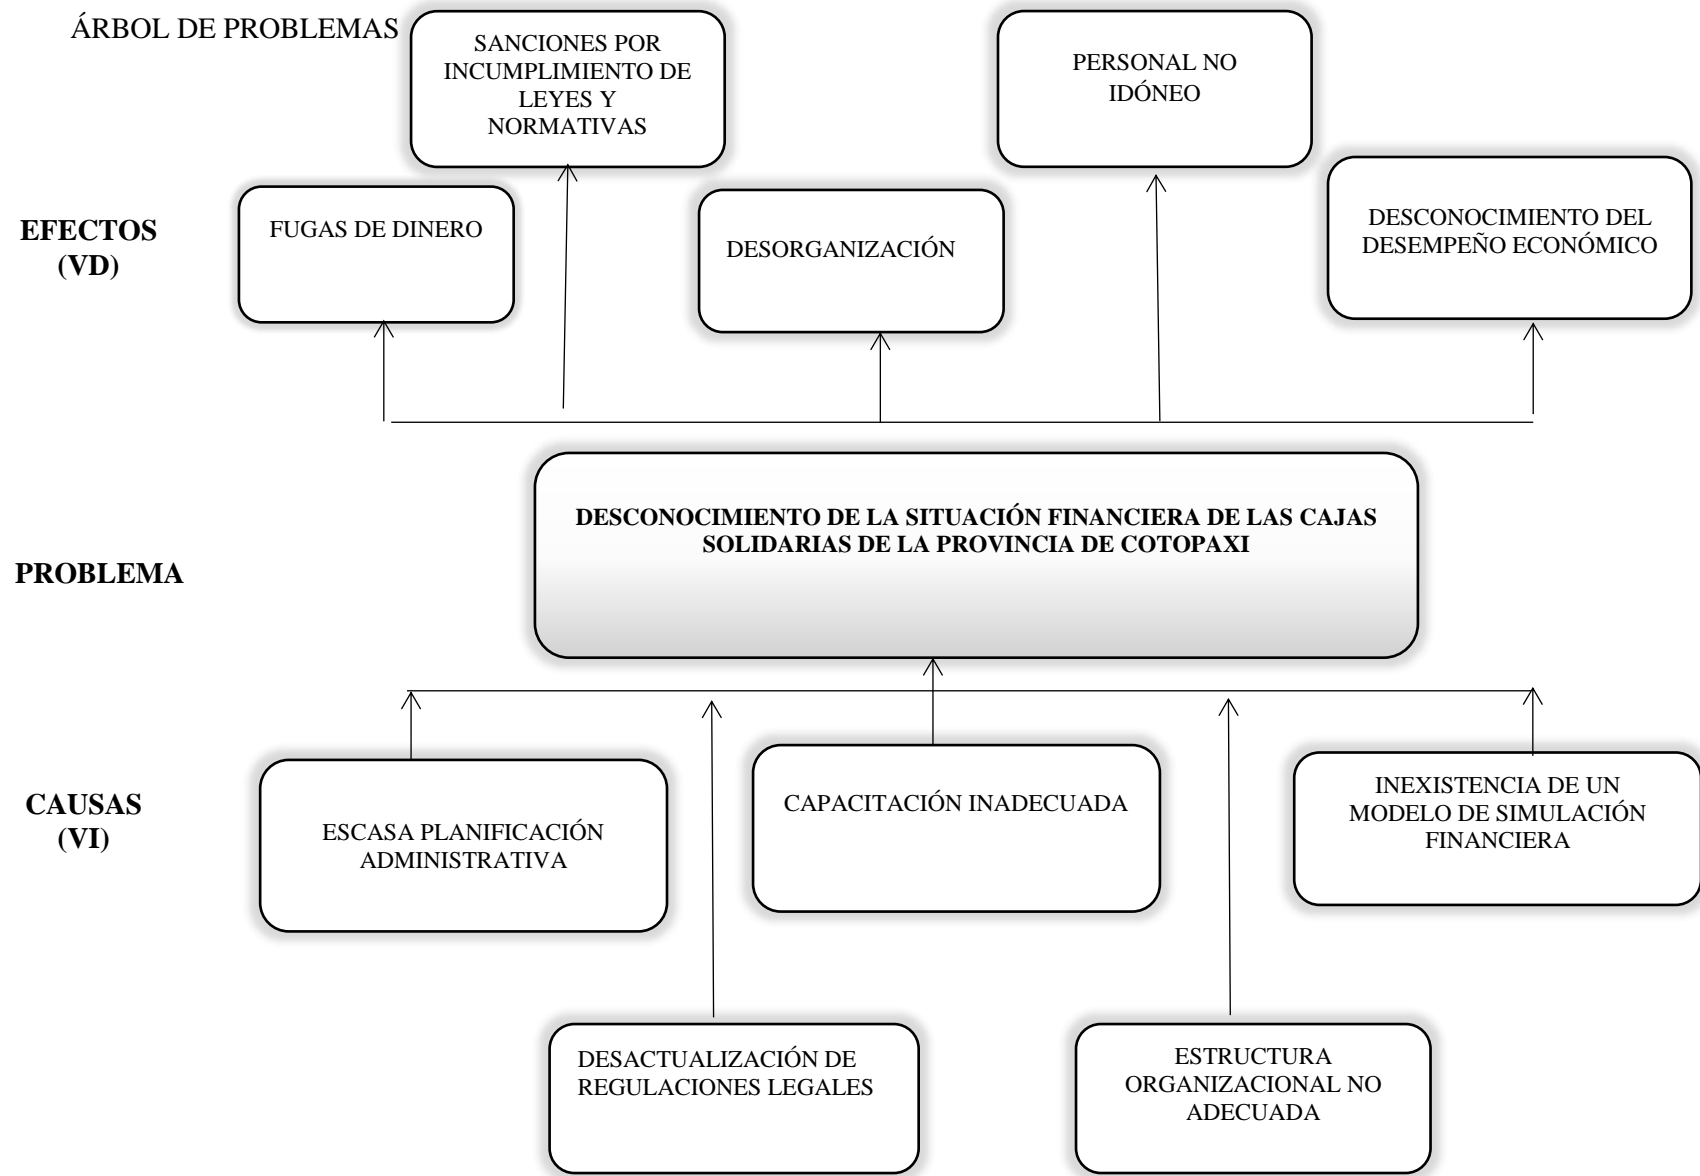 ÁRBOL DE PROBLEMAS
SANCIONES POR
INCUMPLIMIENTO DE
LEYES Y
NORMATIVAS
PERSONAL NO
IDÓNEO
EFECTOS
(VD)
FUGAS DE DINERO
DESORGANIZACIÓN
DESCONOCIMIENTO DEL
DESEMPEÑO ECONÓMICO
PROBLEMA
DESCONOCIMIENTO DE LA SITUACIÓN FINANCIERA DE LAS CAJAS
SOLIDARIAS DE LA PROVINCIA DE COTOPAXI
CAUSAS
(VI)
ESCASA PLANIFICACIÓN
ADMINISTRATIVA
CAPACITACIÓN INADECUADA
INEXISTENCIA DE UN
MODELO DE SIMULACIÓN
FINANCIERA
DESACTUALIZACIÓN DE
REGULACIONES LEGALES
ESTRUCTURA
ORGANIZACIONAL NO
ADECUADA